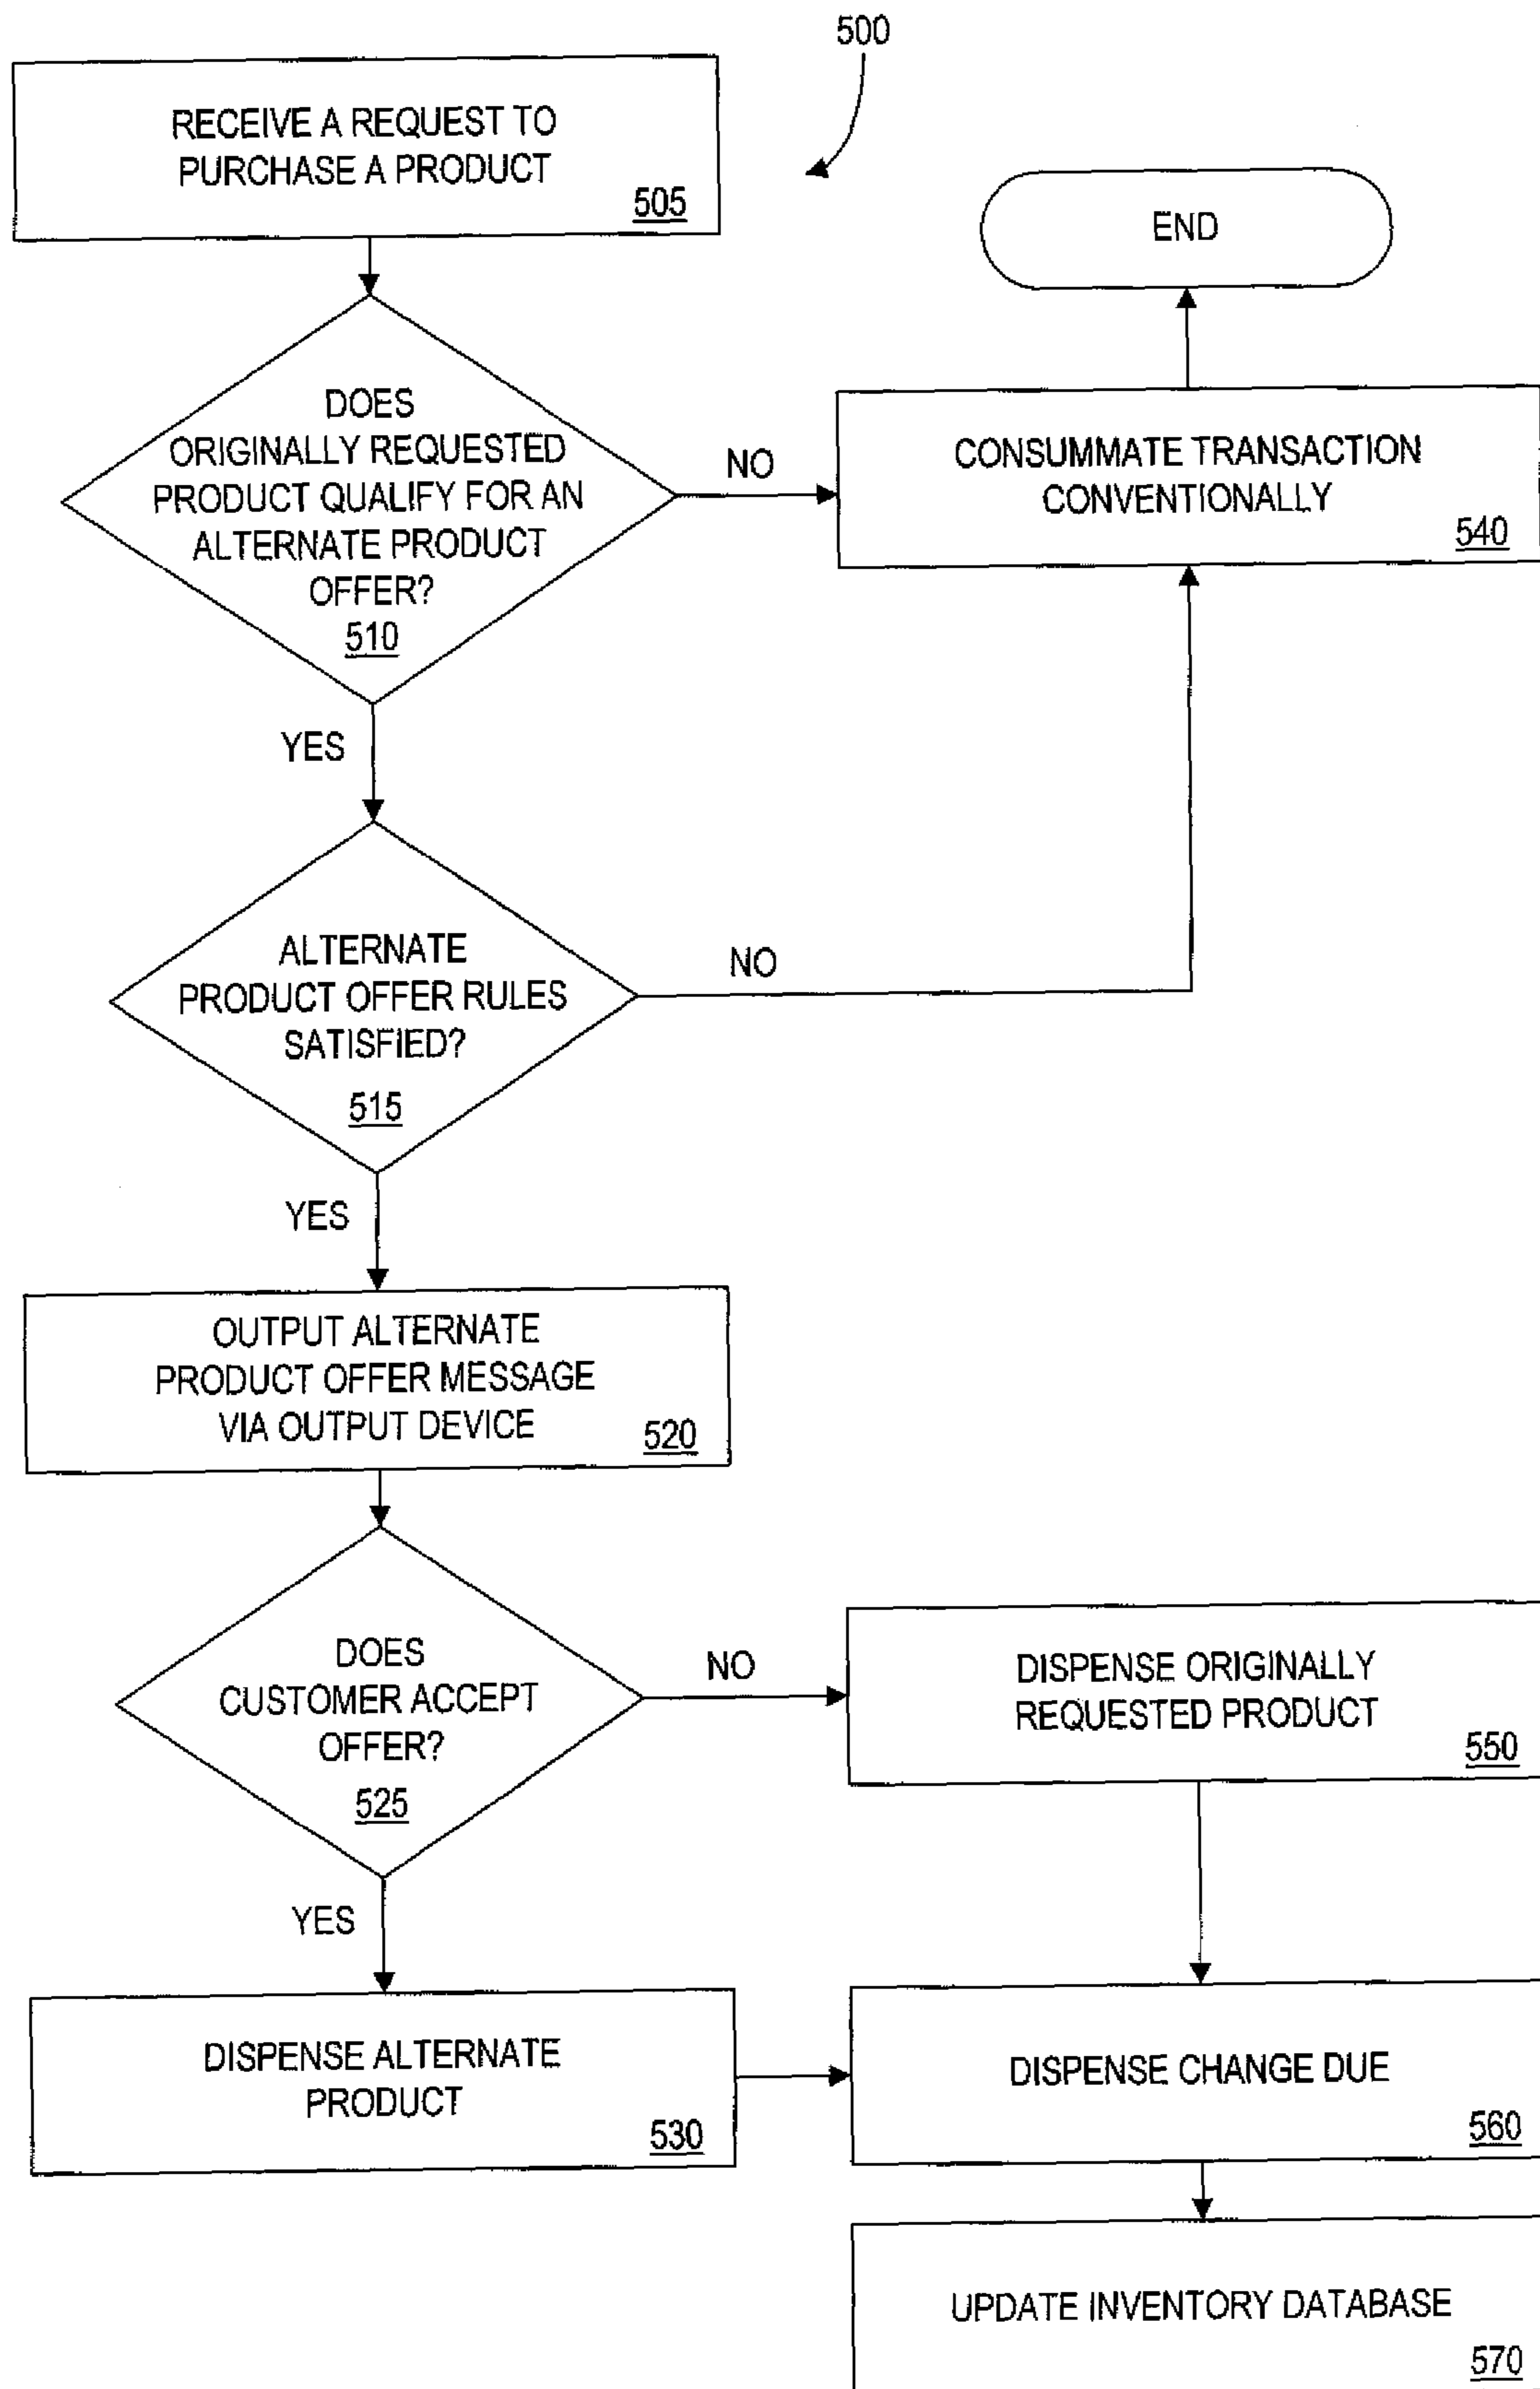 500
RECEIVE A REQUEST TO
PURCHASE A PRODUCT
505
END
DOES
ORIGINALLY REQUESTED
PRODUCT QUALIFY FOR AN
ALTERNATE PRODUCT
OFFER?
510
NO
CONSUMMATE TRANSACTION
CONVENTIONALLY
540
YES
ALTERNATE
PRODUCT OFFER RULES
SATISFIED?
515
NO
YES
OUTPUT ALTERNATE
PRODUCT OFFER MESSAGE
VIA OUTPUT DEVICE
520
DOES
CUSTOMER ACCEPT
OFFER?
525
NO
DISPENSE ORIGINALLY
REQUESTED PRODUCT
550
YES
DISPENSE ALTERNATE
PRODUCT
530
DISPENSE CHANGE DUE
560
UPDATE INVENTORY DATABASE
570